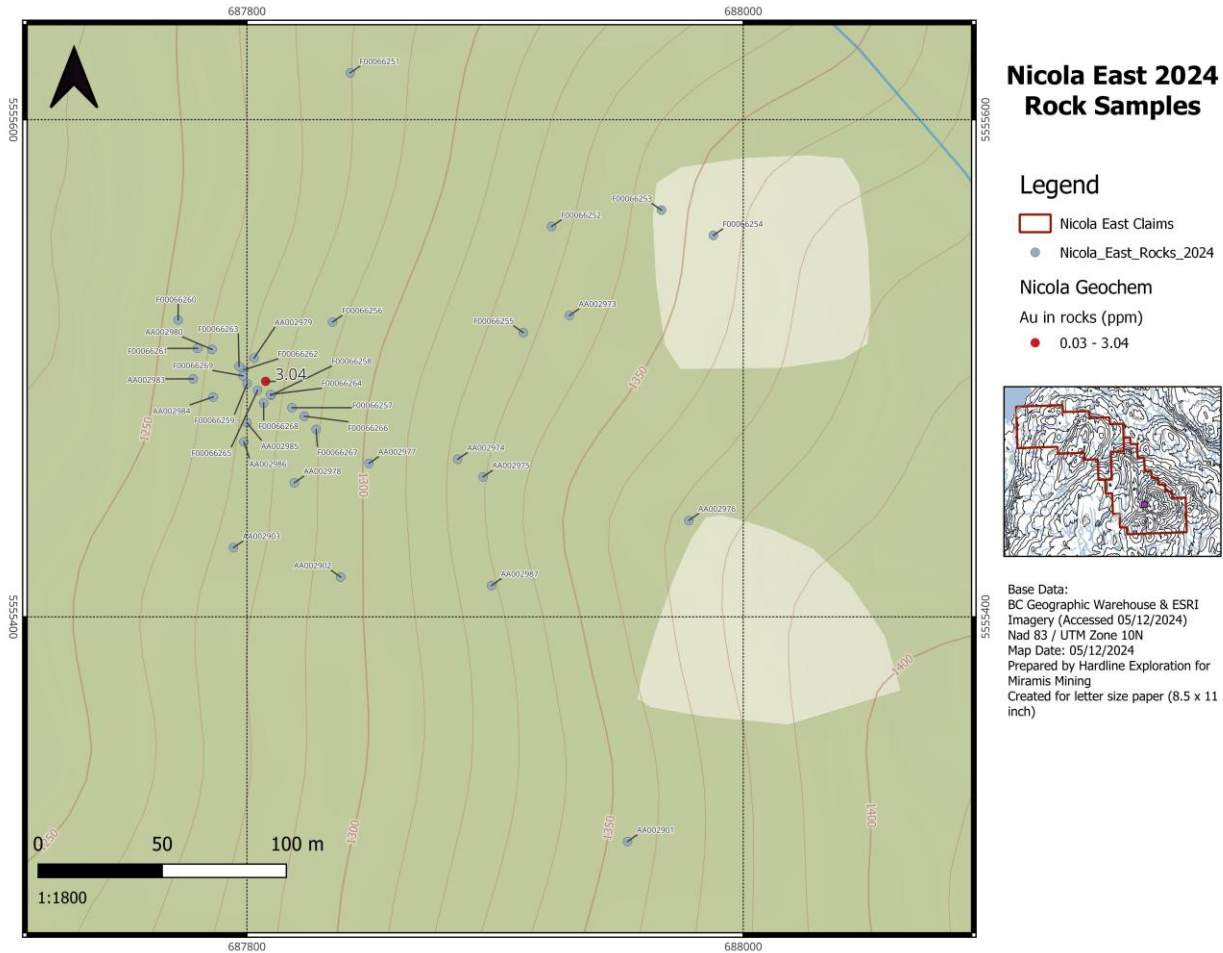 687800
688000
Nicola East 2024
Rock Samples
F00066251
5555600
5555600
Legend
Nicola East Claims
Nicola_East_Rocks_2024
Nicola Geochem
Au in rocks (ppm)
0.03 - 3.04
F00066253
F00066252
F00066254
F00066260
AA002973
F00066256
F00066255
F00066263
AA002979
AA002980
F00066261
F00066262
F00066258
F00066269
3.04
AA002983
F00066264
1350
AA002984
F00066257
F00066259
F00066268
F00066266
1250
AA002985
F00066265
F00066267
AA002977
AA002974
AA002986
AA002978
1300
AA002975
AA002976
AA002903
AA002902
AA002987
5555400
5555400
1400
Base Data:
BC Geographic Warehouse & ESRI
Imagery (Accessed 05/12/2024)
Nad 83 / UTM Zone 10N
Map Date: 05/12/2024
Prepared by Hardline Exploration for
Miramis Mining
Created for letter size paper (8.5 x 11
inch)
1400
1350
1300
AA002901
1250
0 50 100 m
1:1800
687800
688000